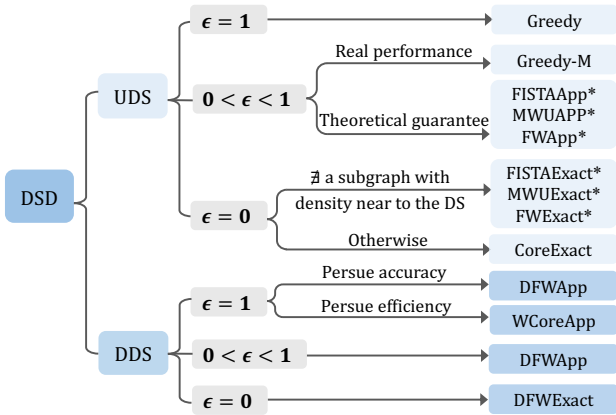 DSD
UDS
ϵ = 1
Greedy
0 < ϵ < 1
Real performance
Greedy-M
Theoretical guarantee
FISTAApp*
MWUAPP*
FWApp*
ϵ = 0
∄ a subgraph with
density near to the DS
FISTAExact*
MWUExact*
FWExact*
Otherwise
CoreExact
DDS
ϵ = 1
Persue accuracy
DFWApp
Persue efficiency
WCoreApp
0 < ϵ < 1
DFWApp
ϵ = 0
DFWExact